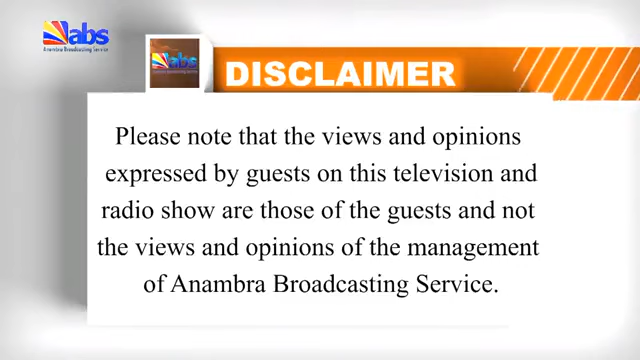 abs
Anambra Broadcasting Service
abs
DISCLAIMER
Please note that the views and opinions
expressed by guests on this television and
radio show are those of the guests and not
the views and opinions of the management
of Anambra Broadcasting Service.